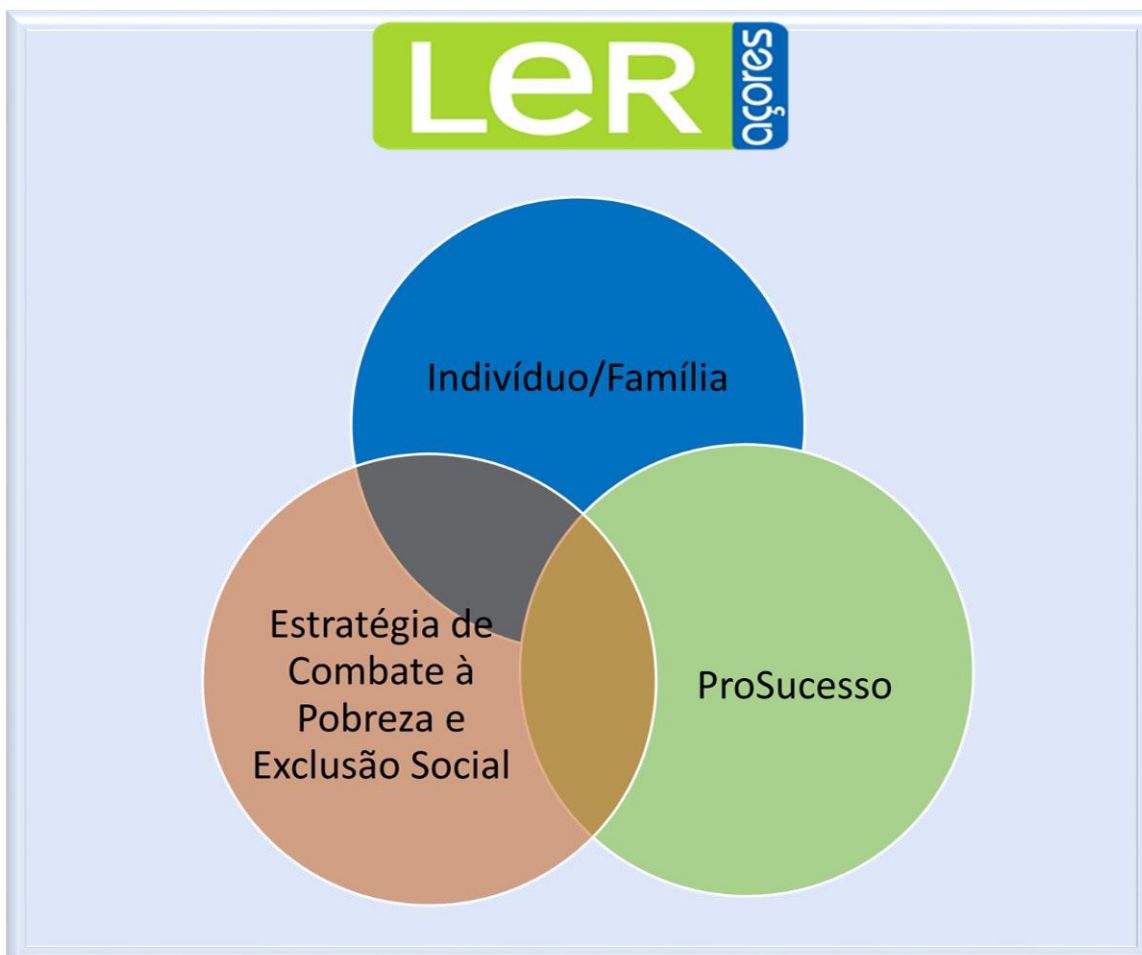 LeR
açores
Indivíduo/Família
Estratégia de
Combate à
Pobreza e
Exclusão Social
ProSucesso